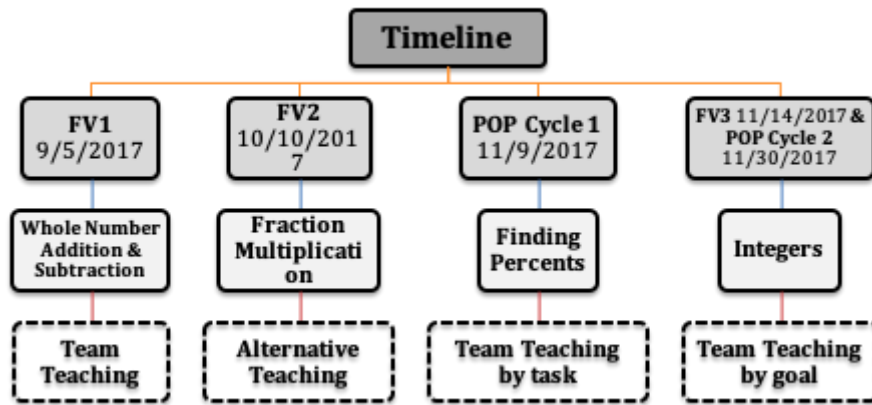 Timeline
FV1
9/5/2017
FV2
10/10/201
7
POP Cycle 1
11/9/2017
FV3 11/14/2017 &
POP Cycle 2
11/30/2017
Whole Number
Addition &
Subtraction
Fraction
Multiplicati
on
Finding
Percents
Integers
Team
Teaching
Alternative
Teaching
Team Teaching
by task
Team Teaching
by goal